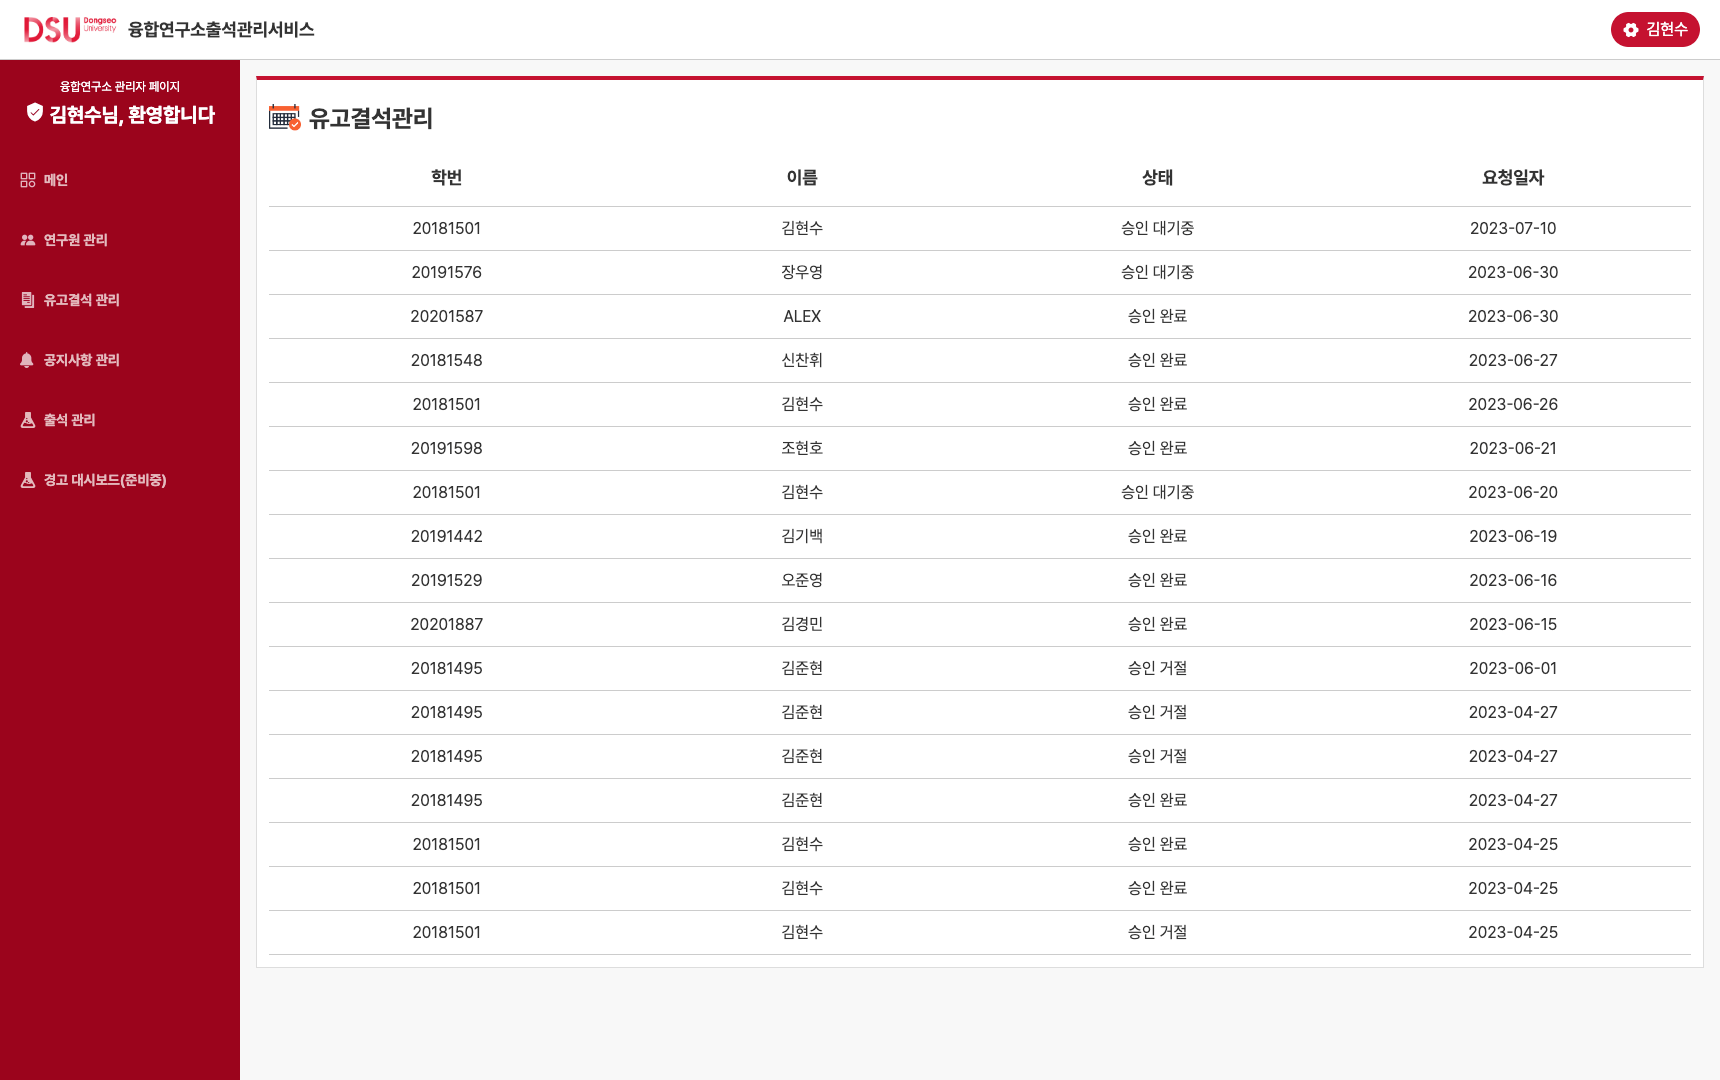 DSU Dongseo University 융합연구소출석관리서비스
김현수
융합연구소 관리자 페이지
김현수님, 환영합니다
메인
연구원 관리
유고결석 관리
공지사항 관리
출석 관리
경고 대시보드(준비중)
유고결석관리
학번 이름 상태 요청일자
20181501 김현수 승인 대기중 2023-07-10
20191576 장우영 승인 대기중 2023-06-30
20201587 ALEX 승인 완료 2023-06-30
20181548 신찬휘 승인 완료 2023-06-27
20181501 김현수 승인 완료 2023-06-26
20191598 조현호 승인 완료 2023-06-21
20181501 김현수 승인 대기중 2023-06-20
20191442 김기백 승인 완료 2023-06-19
20191529 오준영 승인 완료 2023-06-16
20201887 김경민 승인 완료 2023-06-15
20181495 김준현 승인 거절 2023-06-01
20181495 김준현 승인 거절 2023-04-27
20181495 김준현 승인 거절 2023-04-27
20181495 김준현 승인 완료 2023-04-27
20181501 김현수 승인 완료 2023-04-25
20181501 김현수 승인 완료 2023-04-25
20181501 김현수 승인 거절 2023-04-25